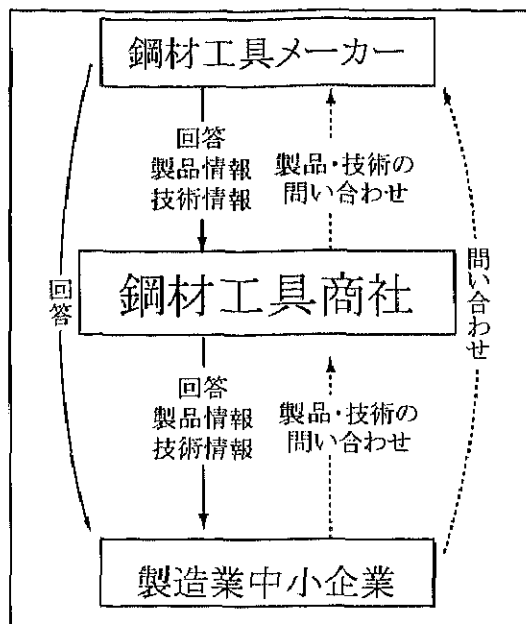 鋼材工具メーカー
回答
製品情報
技術情報
製品・技術の
問い合わせ
鋼材工具商社
回答
問い合わせ
回答
製品情報
技術情報
製品・技術の
問い合わせ
製造業中小企業